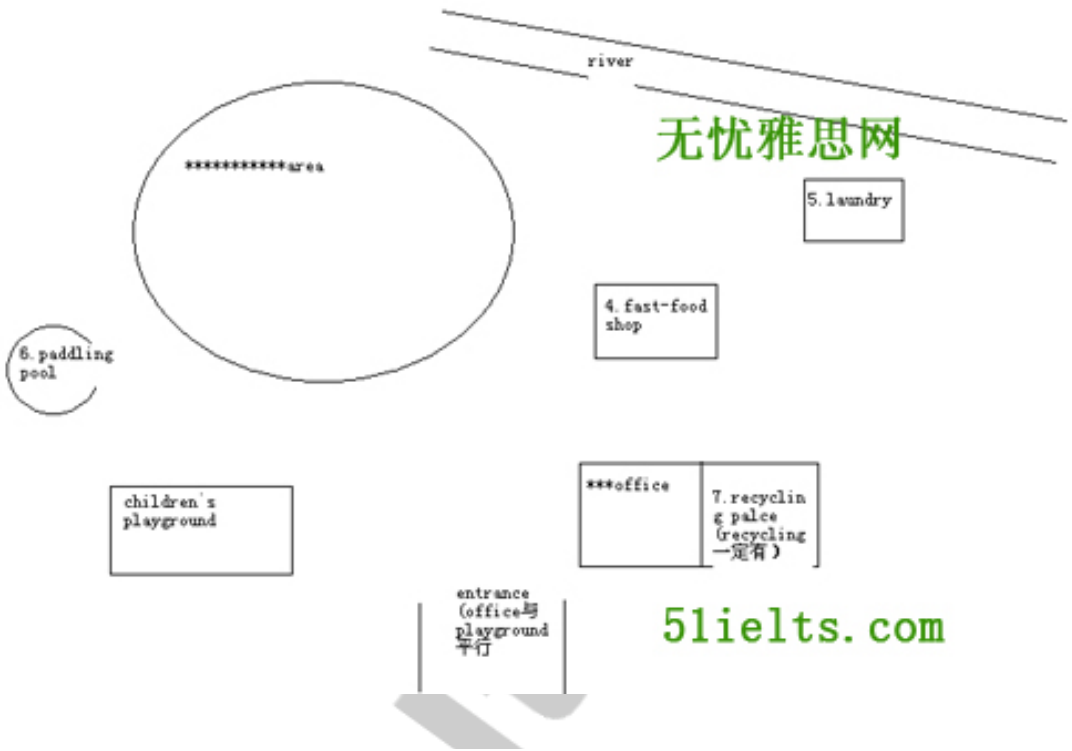 river
无忧雅思网
***********area
5.laundry
4.fast-food
shop
6.paddling
pool
children's
playground
***office
7.recyclin
g palce
(recycling
一定有)
entrance
(office与
playground
平行
51ielts.com